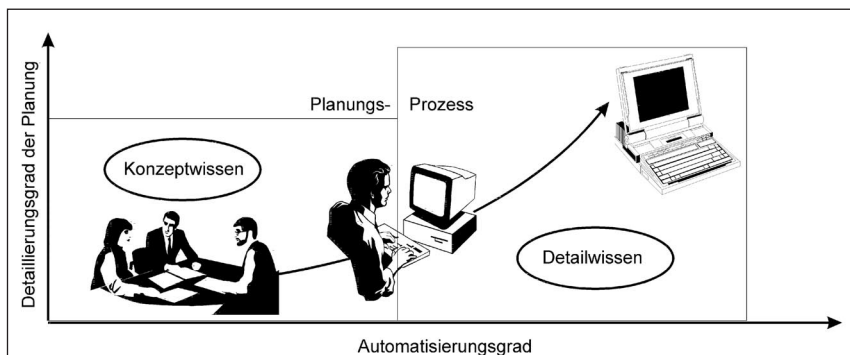 Detaillierungsgrad der Planung
Planungs- Prozess
Konzeptwissen
Detailwissen
Automatisierungsgrad